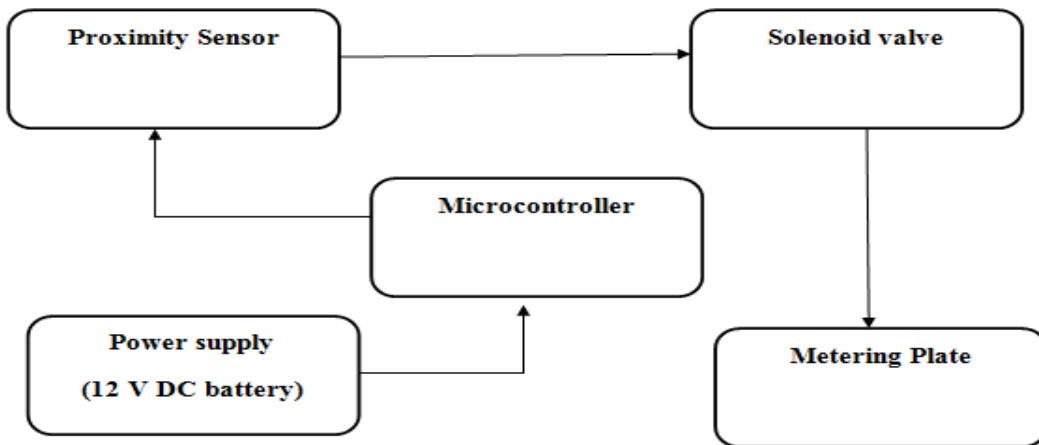 Proximity Sensor
Solenoid valve
Microcontroller
Power supply
(12 V DC battery)
Metering Plate